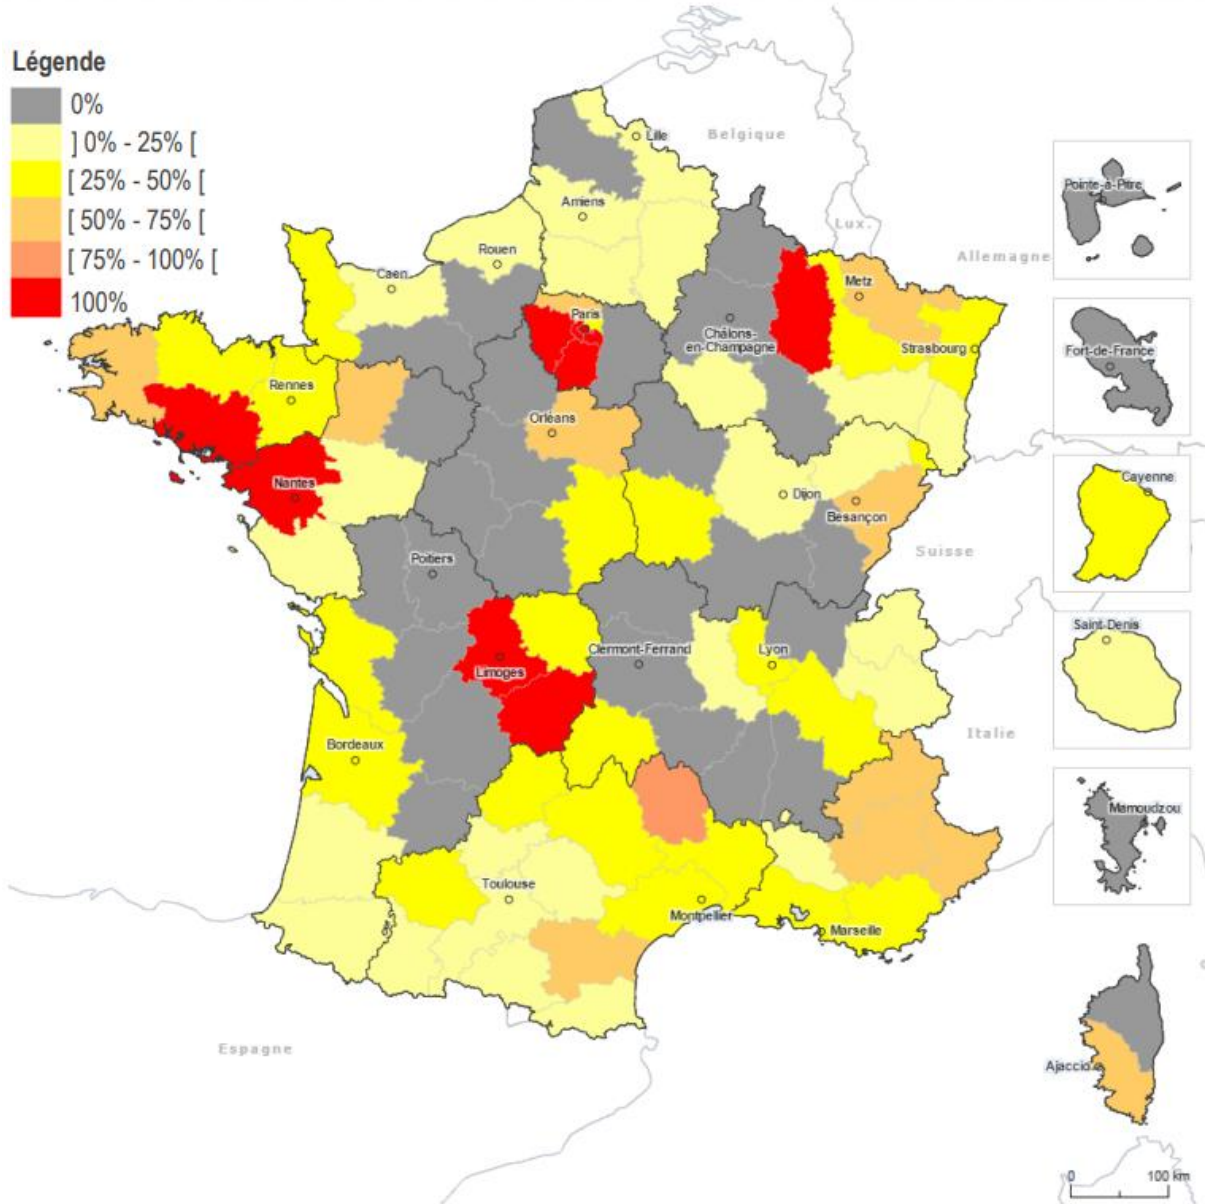 Légende
0%
] 0% - 25% [
[ 25% - 50% [
[ 50% - 75% [
[ 75% - 100% [
100%
Lille
Belgique
Amiens
Lux.
Rouen
Allemagne
Caen
Metz
Paris
Châlons-
en-Champagne
Strasbourg
Rennes
Orléans
Nantes
Dijon
Besançon
Suisse
Poitiers
Limoges
Clermont-Ferrand
Lyon
Italie
Bordeaux
Toulouse
Montpellier
Marseille
Espagne
Pointe-à-Pitre
Fort-de-France
Cayenne
Saint-Denis
Mamoudzou
Ajaccio
0 100 km